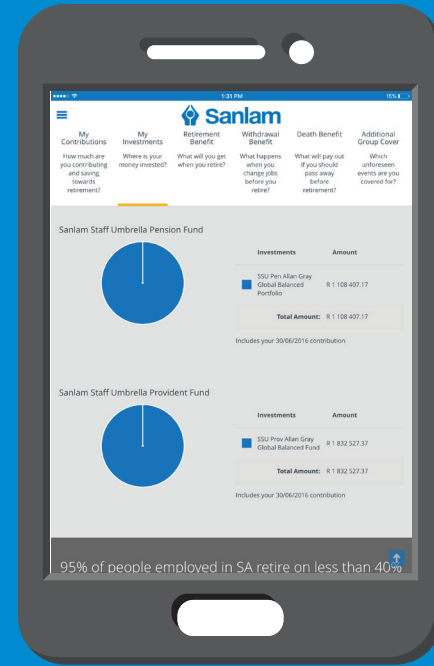 1:31 PM
15%
Sanlam
My Contributions
My Investments
Retirement Benefit
Withdrawal Benefit
Death Benefit
Additional Group Cover
How much are you contributing and saving towards retirement?
Where is your money invested?
What will you get when you retire?
What happens when you change jobs before you retire?
What will pay out if you should pass away before retirement?
Which unforeseen events are you covered for?
Sanlam Staff Umbrella Pension Fund
Investments Amount
SSU Pen Allan Gray
Global Balanced R 1 108 407.17
Portfolio
Total Amount: R 1 108 407.17
Includes your 30/06/2016 contribution
Sanlam Staff Umbrella Provident Fund
Investments Amount
SSU Prov Allan Gray R 1 832 527.37
Global Balanced Fund
Total Amount: R 1 832 527.37
Includes your 30/06/2016 contribution
95% of people employed in SA retire on less than 40%